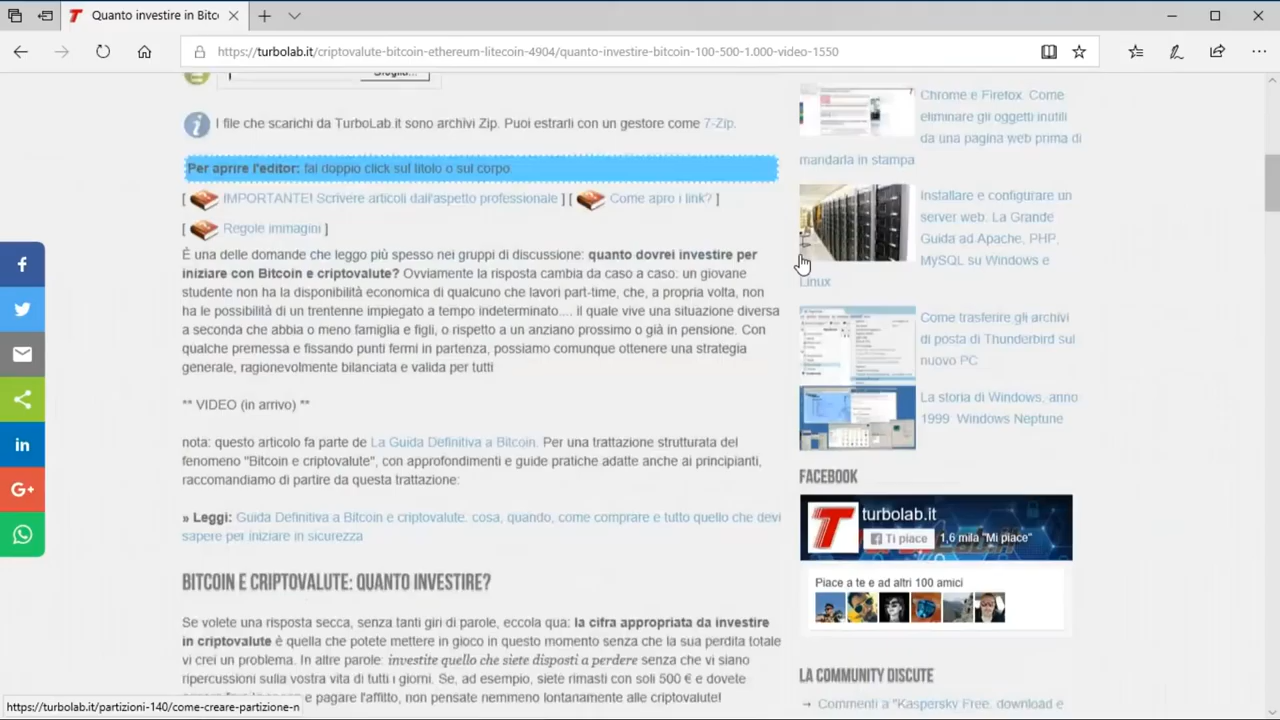 Quanto investire in Bitc
https://turbolab.it/criptovalute-bitcoin-ethereum-litecoin-4904/quanto-investire-bitcoin-100-500-1.000-video-1550
Sfoglia...
I file che scarichi da TurboLab.it sono archivi Zip. Puoi estrarli con un gestore come 7-Zip.
Per aprire l'editor: fai doppio click sul titolo o sul corpo
[ IMPORTANTE! Scrivere articoli dall'aspetto professionale ] [ Come apro i link? ]
[ Regole immagini ]
È una delle domande che leggo più spesso nei gruppi di discussione: quanto dovrei investire per
iniziare con Bitcoin e criptovalute? Ovviamente la risposta cambia da caso a caso: un giovane
studente non ha la disponibilità economica di qualcuno che lavori part-time, che, a propria volta, non
ha le possibilità di un trentenne impiegato a tempo indeterminato.... il quale vive una situazione diversa
a seconda che abbia o meno famiglia e figli, o rispetto a un adulto prossimo o già in pensione. Con
qualche premessa e fissando punti fermi in partenza, possiamo comunque ottenere una strategia
generale, ragionevolmente bilanciata e valida per tutti
** VIDEO (in arrivo) **
nota: questo articolo fa parte de La Guida Definitiva a Bitcoin. Per una trattazione strutturata del
fenomeno "Bitcoin e criptovalute", con approfondimenti e guide pratiche adatte anche ai principianti,
raccomandiamo di partire da questa trattazione:
» Leggi: Guida Definitiva a Bitcoin e criptovalute: cosa, quando, come comprare e tutto quello che devi
sapere per iniziare in sicurezza
BITCOIN E CRIPTOVALUTE: QUANTO INVESTIRE?
Se volete una risposta secca, senza tanti giri di parole, eccola qua: la cifra appropriata da investire
in criptovalute è quella che potete mettere in gioco in questo momento senza che la sua perdita totale
vi crei un problema. In altre parole: investite quello che siete disposti a perdere senza che vi siano
ripercussioni sulla vostra vita di tutti i giorni. Se, ad esempio, siete rimasti con soli 500 € e dovete
e pagare l'affitto, non pensate nemmeno lontanamente alle criptovalute!
https://turbolab.it/partizioni-140/come-creare-partizione-n
Chrome e Firefox. Come
eliminare gli oggetti inutili
da una pagina web prima di
mandarla in stampa
Installare e configurare un
server web. La Grande
Guida ad Apache, PHP,
MySQL su Windows e
Linux
Come trasferire gli archivi
di posta di Thunderbird sul
nuovo PC
La storia di Windows, anno
1999 Windows Neptune
FACEBOOK
turbolab.it
Ti piace
1,6 mila "Mi piace"
Piace a te e ad altri 100 amici
LA COMMUNITY DISCUTE
→ Commenti a "Kaspersky Free, download e